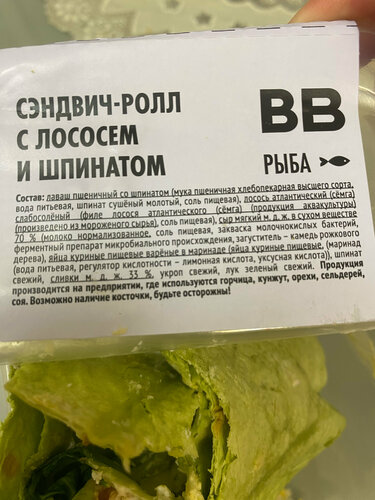 СЭНДВИЧ-РОЛЛ
С ЛОСОСЕМ
И ШПИНАТОМ
ВВ
РЫБА
Состав: лаваш пшеничный со шпинатом (мука пшеничная хлебопекарная высшего сорта,
вода питьевая, шпинат сушёный молотый, соль пищевая), лосось атлантический (сёмга)
слабосолёный (филе лосося атлантического (сёмга) (продукция аквакультуры)
(произведено из мороженого сырья), соль пищевая), сыр мягкий м. д. ж. в сухом веществе
70 % (молоко нормализованное, соль пищевая, закваска молочнокислых бактерий,
ферментный препарат микробиального происхождения, загуститель – камедь рожкового
дерева), яйца куриные пищевые варёные в маринаде (яйца куриные пищевые, (маринад
(вода питьевая, регулятор кислотности – лимонная кислота, уксусная кислота)), шпинат
свежий, сливки м. д. ж. 33 %, укроп свежий, лук зеленый свежий. Продукция
производится на предприятии, где используются горчица, кунжут, орехи, сельдерей,
соя. Возможно наличие косточки, будьте осторожны!